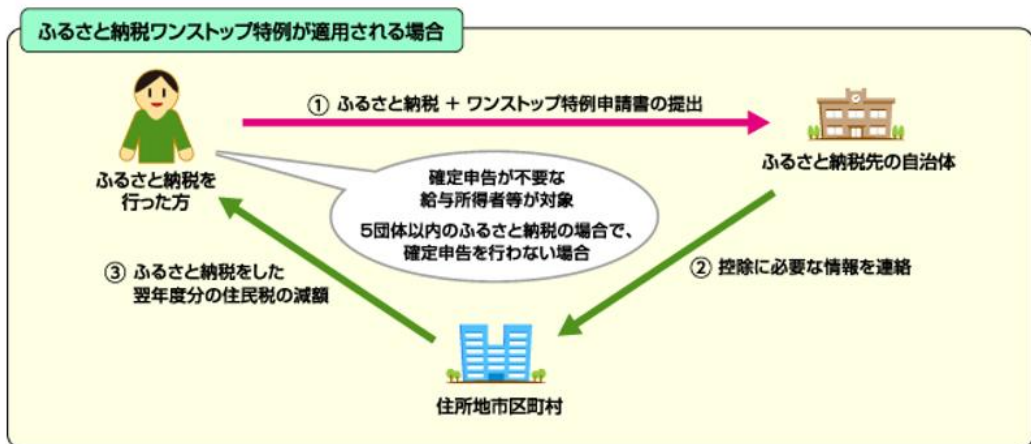 ふるさと納税ワンストップ特例が適用される場合
① ふるさと納税 + ワンストップ特例申請書の提出
ふるさと納税を
行った方
ふるさと納税先の自治体
確定申告が不要な
給与所得者等が対象
5団体以内のふるさと納税の場合で、
確定申告を行わない場合
③ ふるさと納税をした
翌年度分の住民税の減額
② 控除に必要な情報を連絡
住所地市区町村